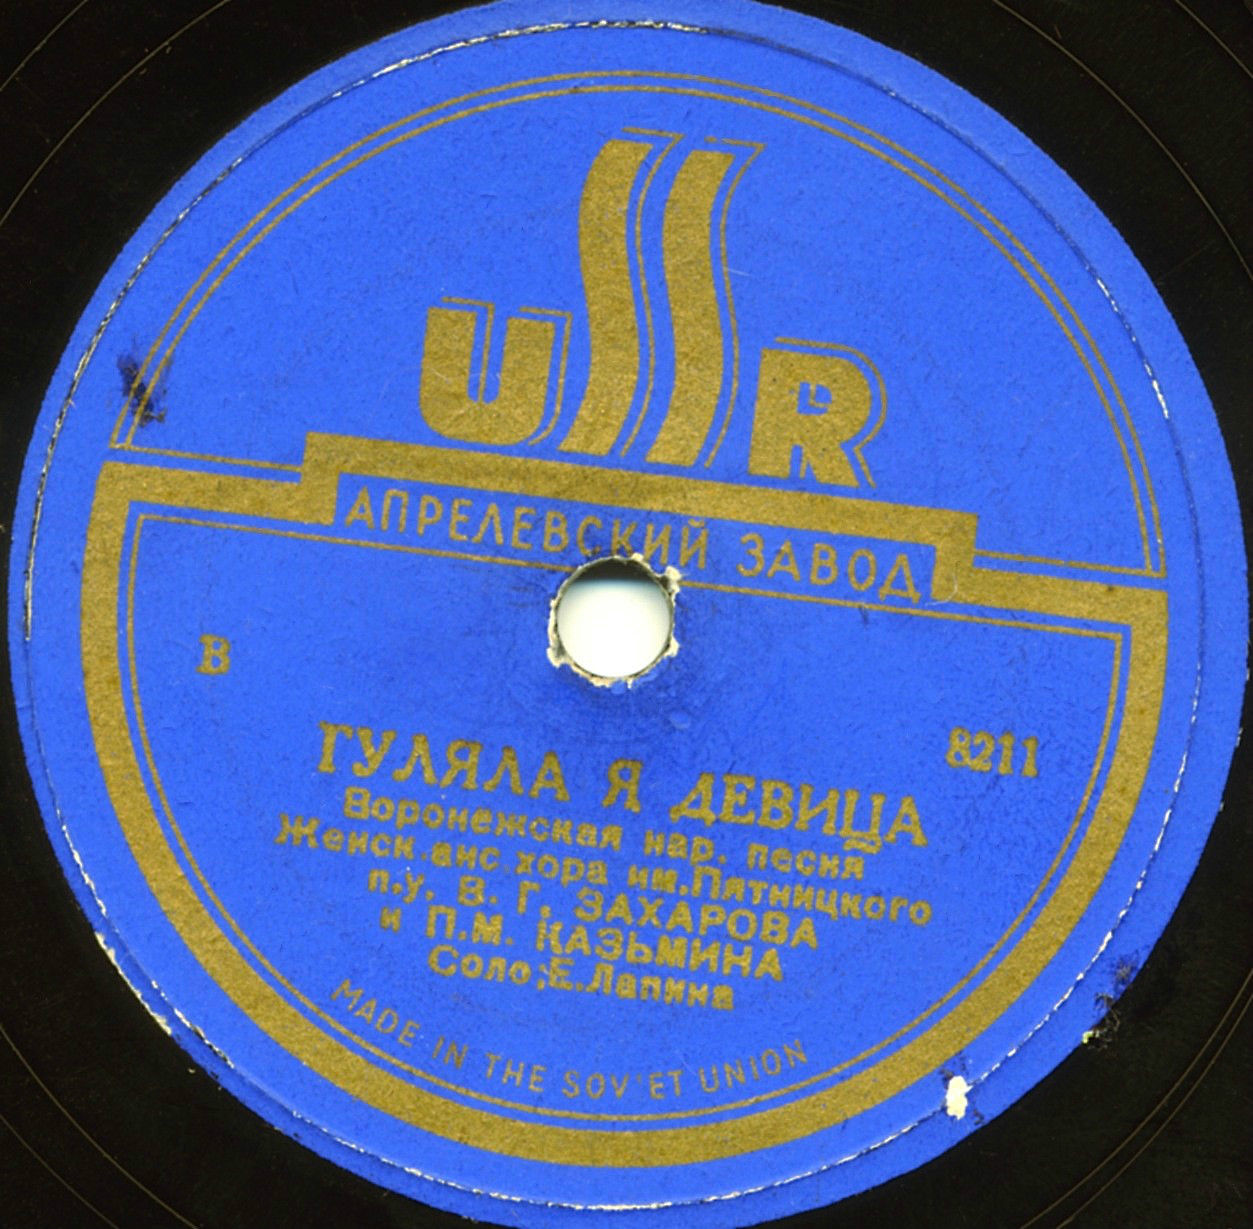 USSR
АПРЕЛЕВСКИЙ ЗАВОД
В
8211
ГУЛЯЛА Я ДЕВИЦА
Воронежская нар. песня
Женск.анс.хора им.Пятницкого
п.у. В. Г. ЗАХАРОВА
и П.М. КАЗЬМИНА
Соло:Е.Лапина
MADE IN THE SOVIET UNION